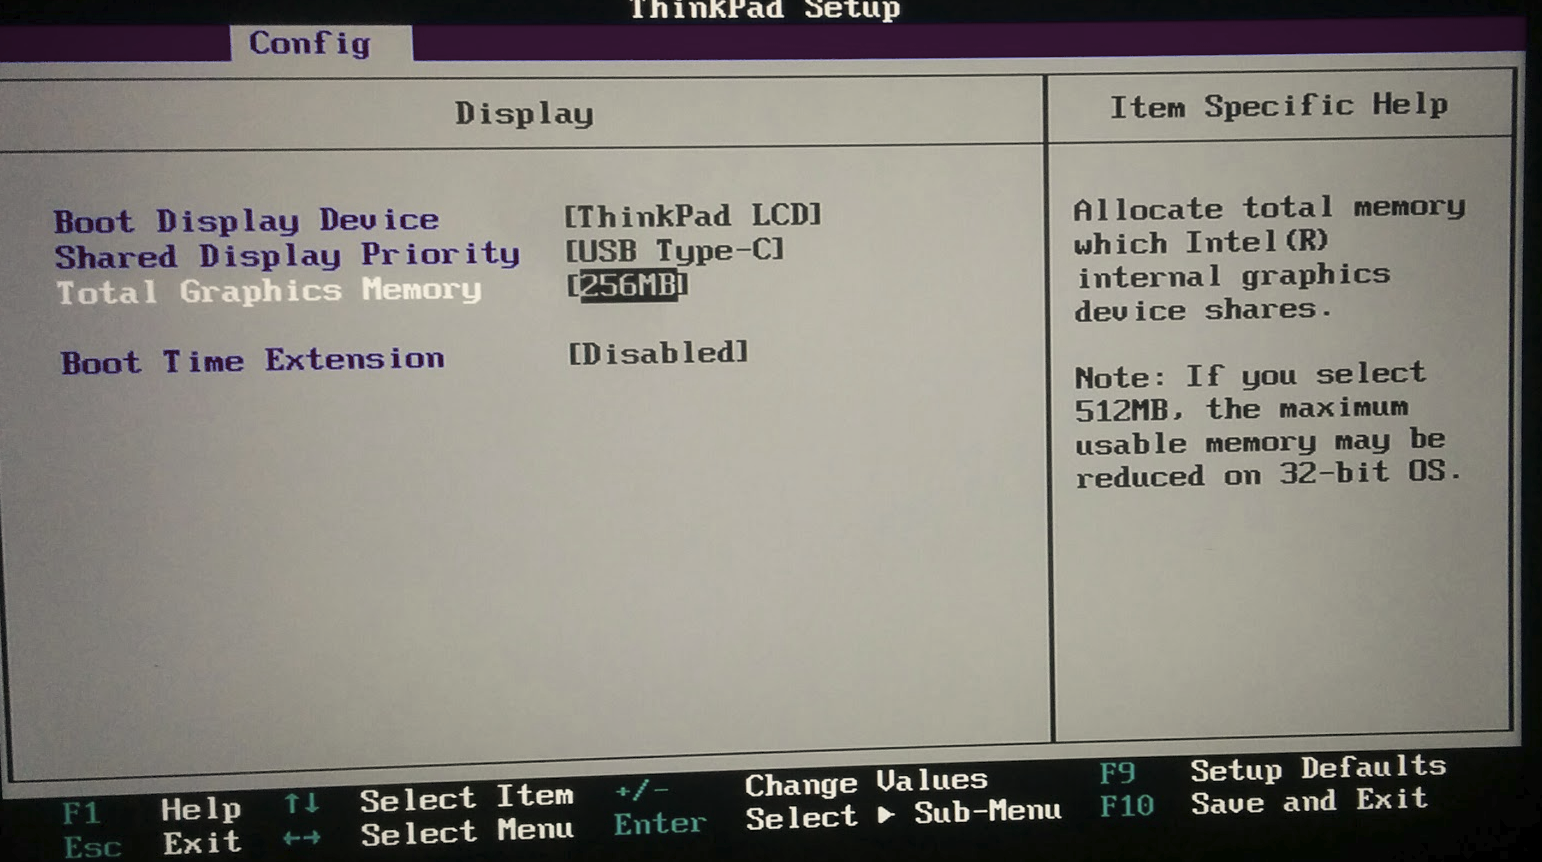 ThinkPad Setup
Config
Display
Item Specific Help
Boot Display Device [ThinkPad LCD]
Shared Display Priority [USB Type-C]
Total Graphics Memory [256MB]
Boot Time Extension [Disabled]
Allocate total memory
which Intel(R)
internal graphics
device shares.
Note: If you select
512MB, the maximum
usable memory may be
reduced on 32-bit OS.
F1 Help ↑↓ Select Item +/- Change Values F9 Setup Defaults
Esc Exit ←→ Select Menu Enter Select ▶ Sub-Menu F10 Save and Exit